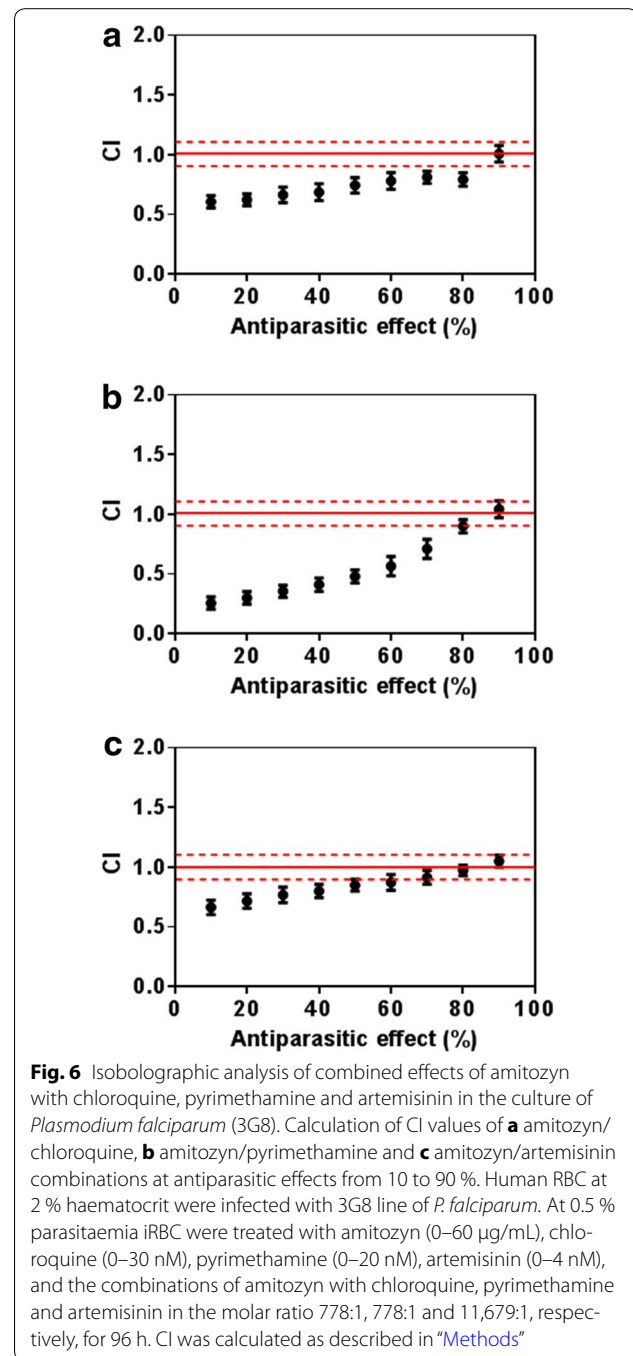 a
2.0
1.5
1.0
0.5
0.0
CI
0 20 40 60 80 100
Antiparasitic effect (%)
b
2.0
1.5
1.0
0.5
0.0
CI
0 20 40 60 80 100
Antiparasitic effect (%)
c
2.0
1.5
1.0
0.5
0.0
CI
0 20 40 60 80 100
Antiparasitic effect (%)
Fig. 6 Isobolographic analysis of combined effects of amitozyn
with chloroquine, pyrimethamine and artemisinin in the culture of
Plasmodium falciparum (3G8). Calculation of CI values of a amitozyn/
chloroquine, b amitozyn/pyrimethamine and c amitozyn/artemisinin
combinations at antiparasitic effects from 10 to 90 %. Human RBC at
2 % haematocrit were infected with 3G8 line of P. falciparum. At 0.5 %
parasitaemia iRBC were treated with amitozyn (0–60 µg/mL), chlo-
roquine (0–30 nM), pyrimethamine (0–20 nM), artemisinin (0–4 nM),
and the combinations of amitozyn with chloroquine, pyrimethamine
and artemisinin in the molar ratio 778:1, 778:1 and 11,679:1, respec-
tively, for 96 h. CI was calculated as described in “Methods”